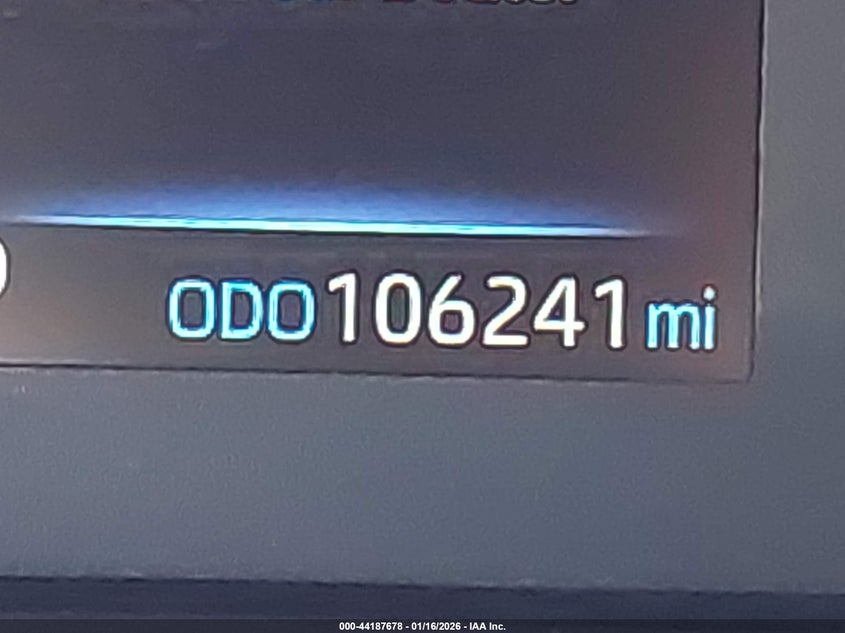 ODO 106241 mi
000-44187678 - 01/16/2026 - IAA Inc.